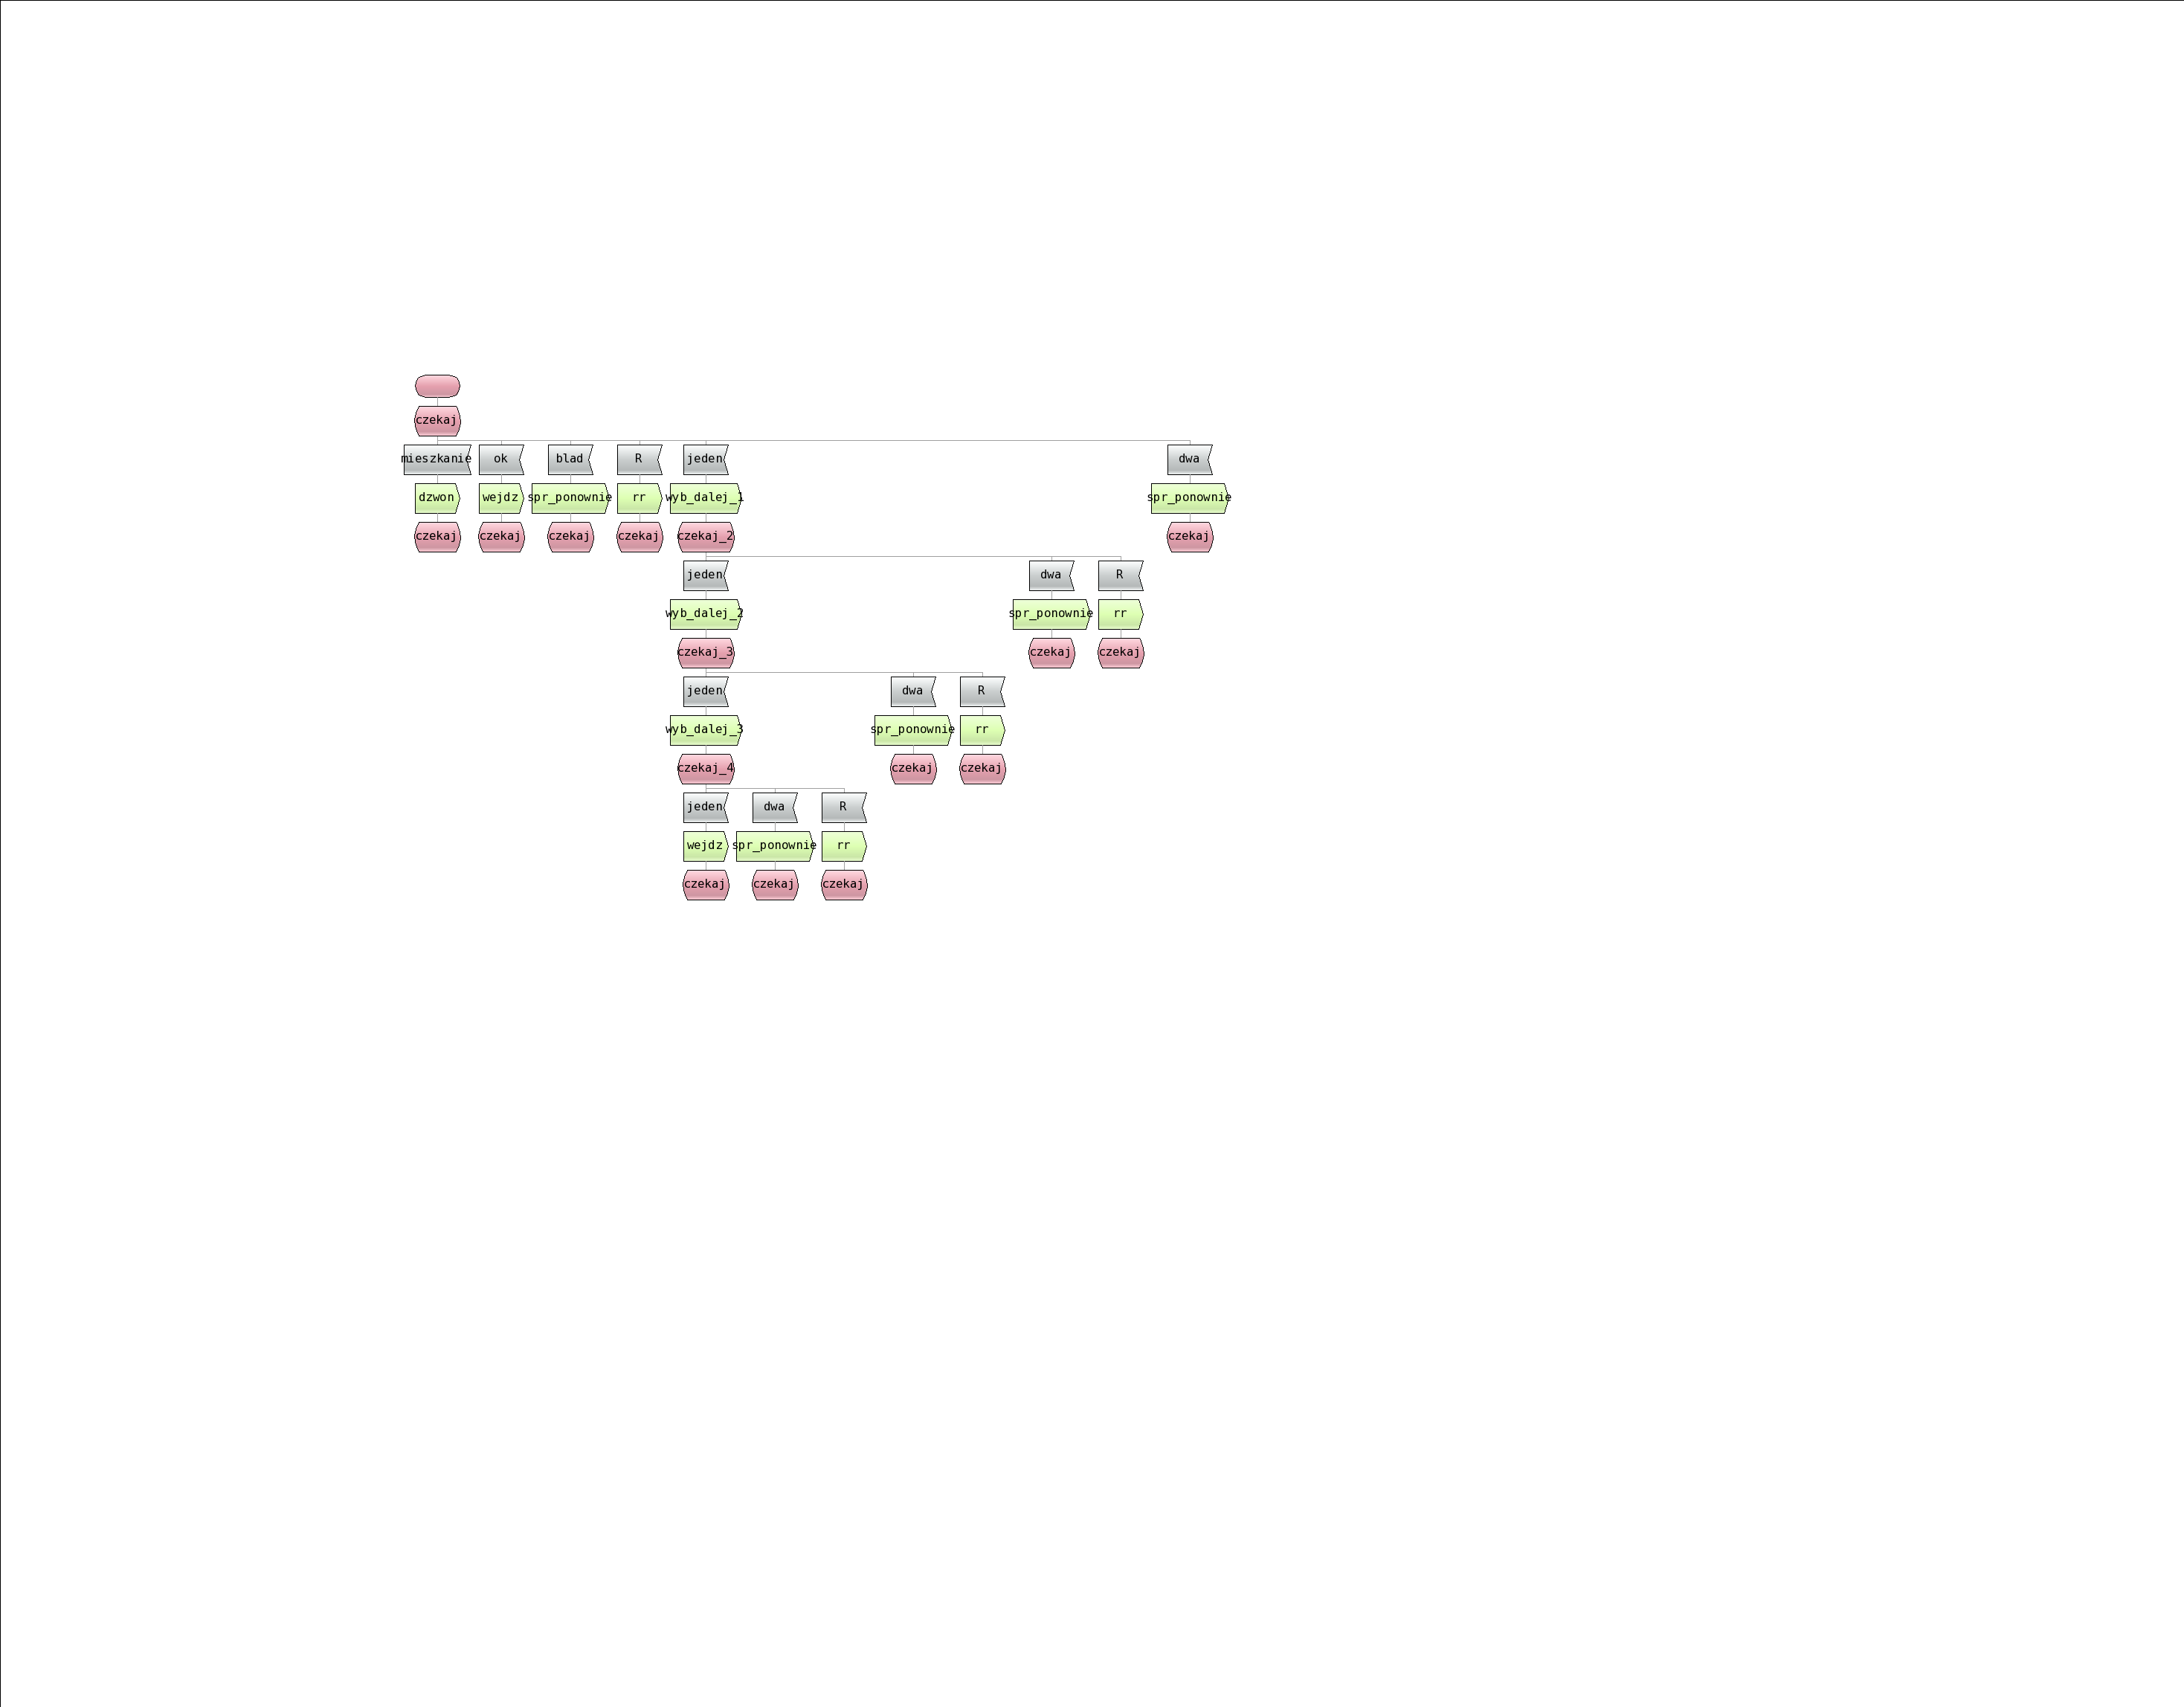 czekaj
mieszkanie ok blad R jeden dwa
dzwon wejdz spr_ponownie rr wyb_dalej_1 spr_ponownie
czekaj czekaj czekaj czekaj czekaj_2 czekaj
jeden dwa R
wyb_dalej_2 spr_ponownie rr
czekaj_3 czekaj czekaj
jeden dwa R
wyb_dalej_3 spr_ponownie rr
czekaj_4 czekaj czekaj
jeden dwa R
wejdz spr_ponownie rr
czekaj czekaj czekaj